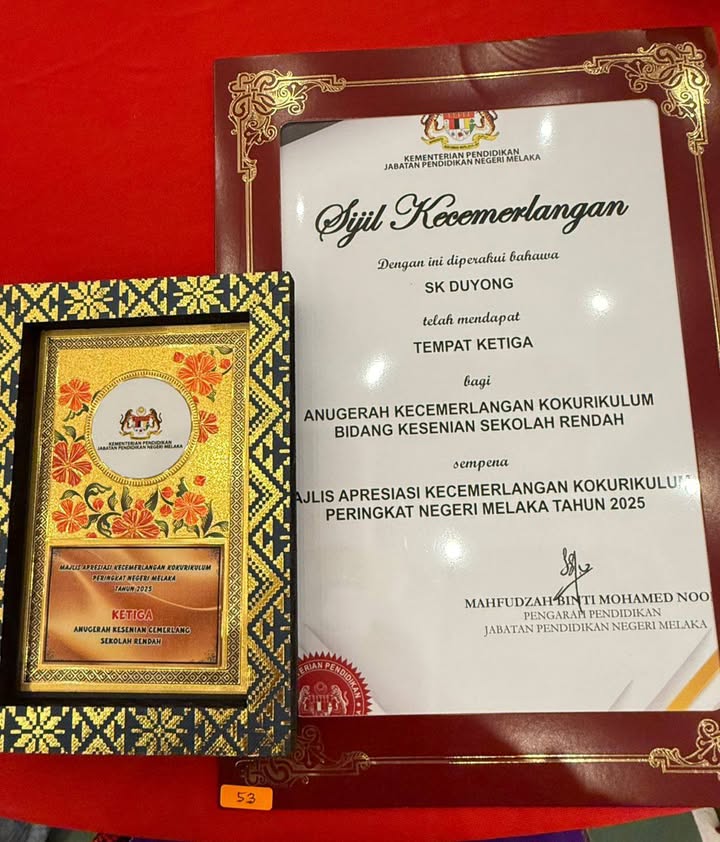 KEMENTERIAN PENDIDIKAN
JABATAN PENDIDIKAN NEGERI MELAKA
Sijil Kecemerlangan
Dengan ini diperakui bahawa
SK DUYONG
telah mendapat
TEMPAT KETIGA
bagi
ANUGERAH KECEMERLANGAN KOKURIKULUM
BIDANG KESENIAN SEKOLAH RENDAH
sempena
AJLIS APRESIASI KECEMERLANGAN KOKURIKULUM
PERINGKAT NEGERI MELAKA TAHUN 2025
MAHFUDZAH BINTI MOHAMED NOO
PENGARAH PENDIDIKAN
JABATAN PENDIDIKAN NEGERI MELAKA
ERIAN PENDIDIKAN
53
KEMENTERIAN PENDIDIKAN
JABATAN PENDIDIKAN NEGERI MELAKA
MAJLIS APRESIASI KECEMERLANGAN KOKURIKULUM
PERINGKAT NEGERI MELAKA
TAHUN 2025
KETIGA
ANUGERAH KESENIAN CEMERLANG
SEKOLAH RENDAH